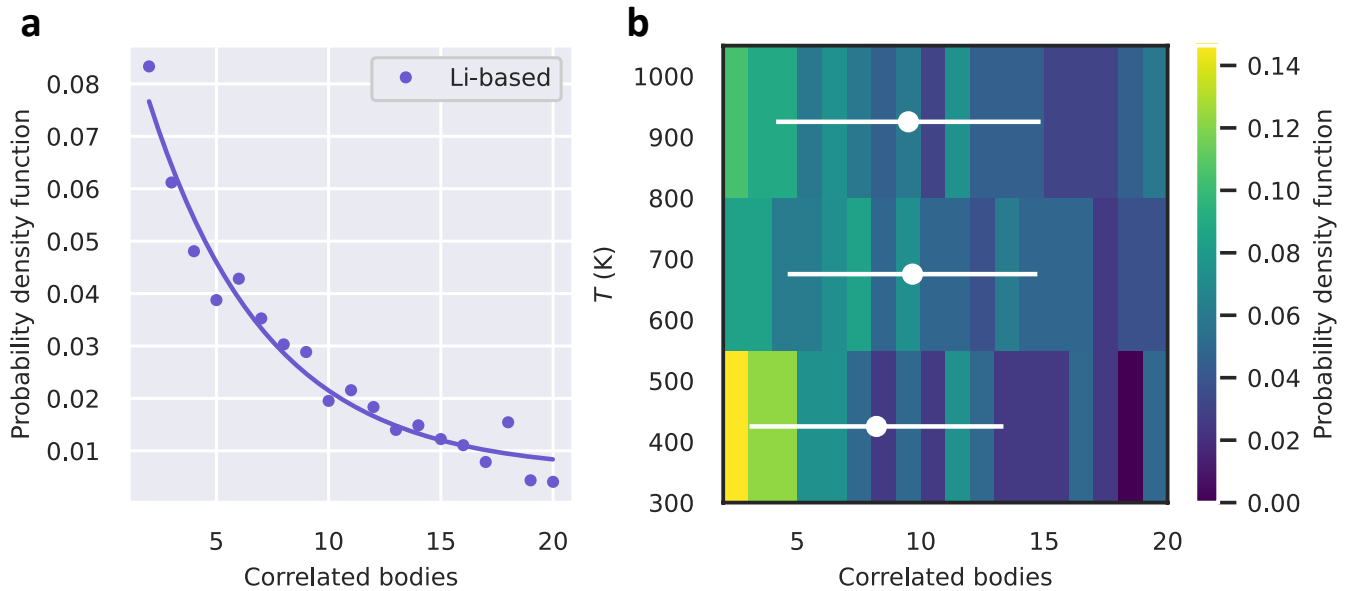 a
Probability density function
0.08
0.07
0.06
0.05
0.04
0.03
0.02
0.01
Li-based
5 10 15 20
Correlated bodies
b
T (K)
1000
900
800
700
600
500
400
300
5 10 15 20
Correlated bodies
0.14
0.12
0.10
0.08
0.06
0.04
0.02
0.00
Probability density function